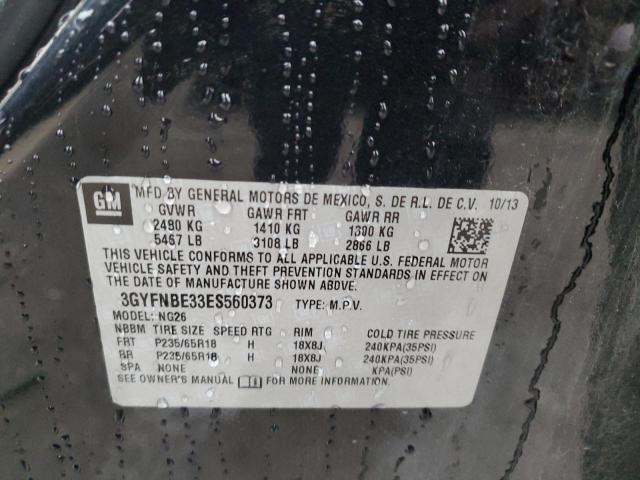 GM
MFD BY GENERAL MOTORS DE MEXICO, S. DE R.L. DE C.V. 10/13
GVWR GAWR FRT GAWR RR
2480 KG 1410 KG 1300 KG
5467 LB 3108 LB 2866 LB
THIS VEHICLE CONFORMS TO ALL APPLICABLE U.S. FEDERAL MOTOR
VEHICLE SAFETY AND THEFT PREVENTION STANDARDS IN EFFECT ON
THE DATE OF MANUFACTURE SHOWN ABOVE.
3GYFNBE33ES560373 TYPE: M.P.V.
MODEL: NG26
NBBM TIRE SIZE SPEED RTG RIM COLD TIRE PRESSURE
FRT P235/65R18 H 18X8J 240KPA(35PSI)
RR P235/65R18 H 18X8J 240KPA(35PSI)
SPA NONE NONE KPA(PSI)
SEE OWNER'S MANUAL FOR MORE INFORMATION.